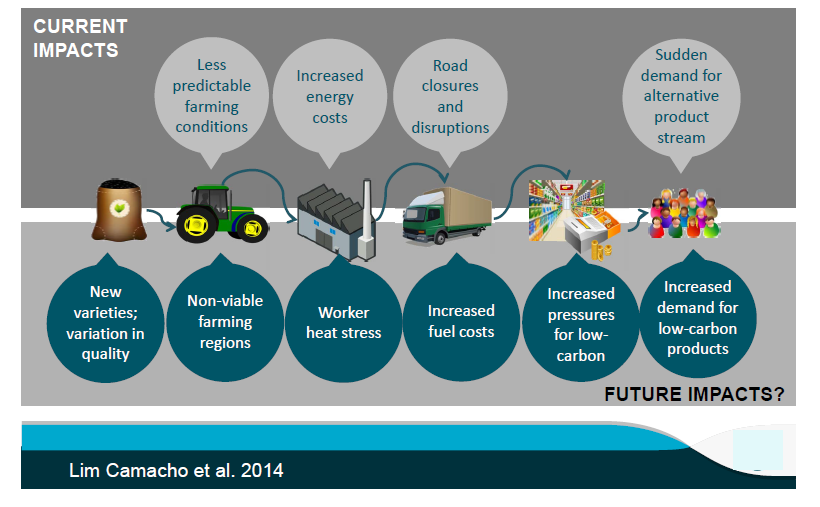 CURRENT
IMPACTS
Less
predictable
farming
conditions
Increased
energy
costs
Road
closures
and
disruptions
Sudden
demand for
alternative
product
stream
New
varieties;
variation in
quality
Non-viable
farming
regions
Worker
heat stress
Increased
fuel costs
Increased
pressures
for low-
carbon
Increased
demand for
low-carbon
products
FUTURE IMPACTS?
Lim Camacho et al. 2014